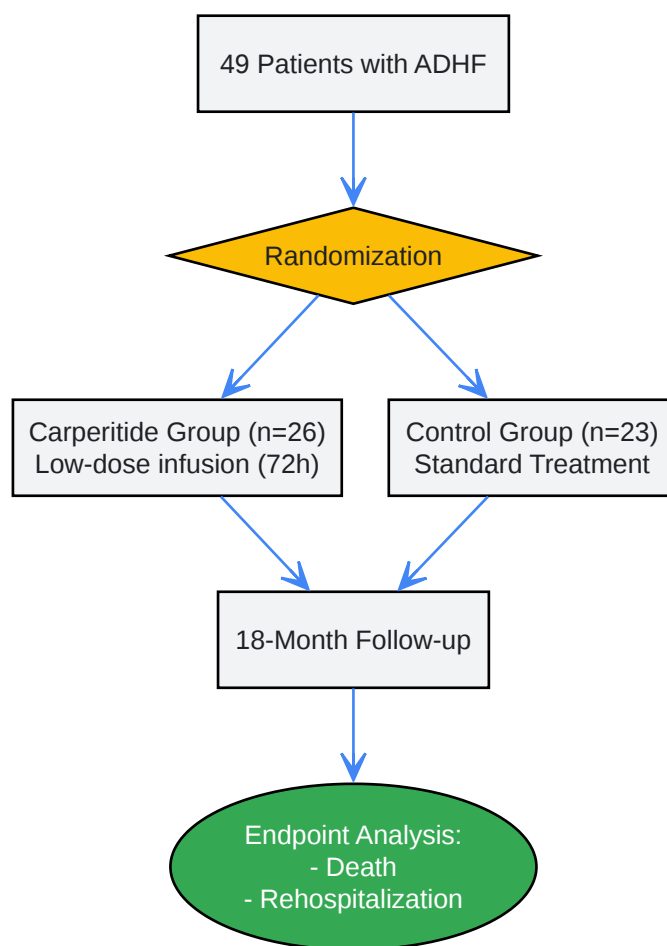 49 Patients with ADHF
Randomization
Carperitide Group (n=26)
Low-dose infusion (72h)
Control Group (n=23)
Standard Treatment
18-Month Follow-up
Endpoint Analysis:
- Death
- Rehospitalization